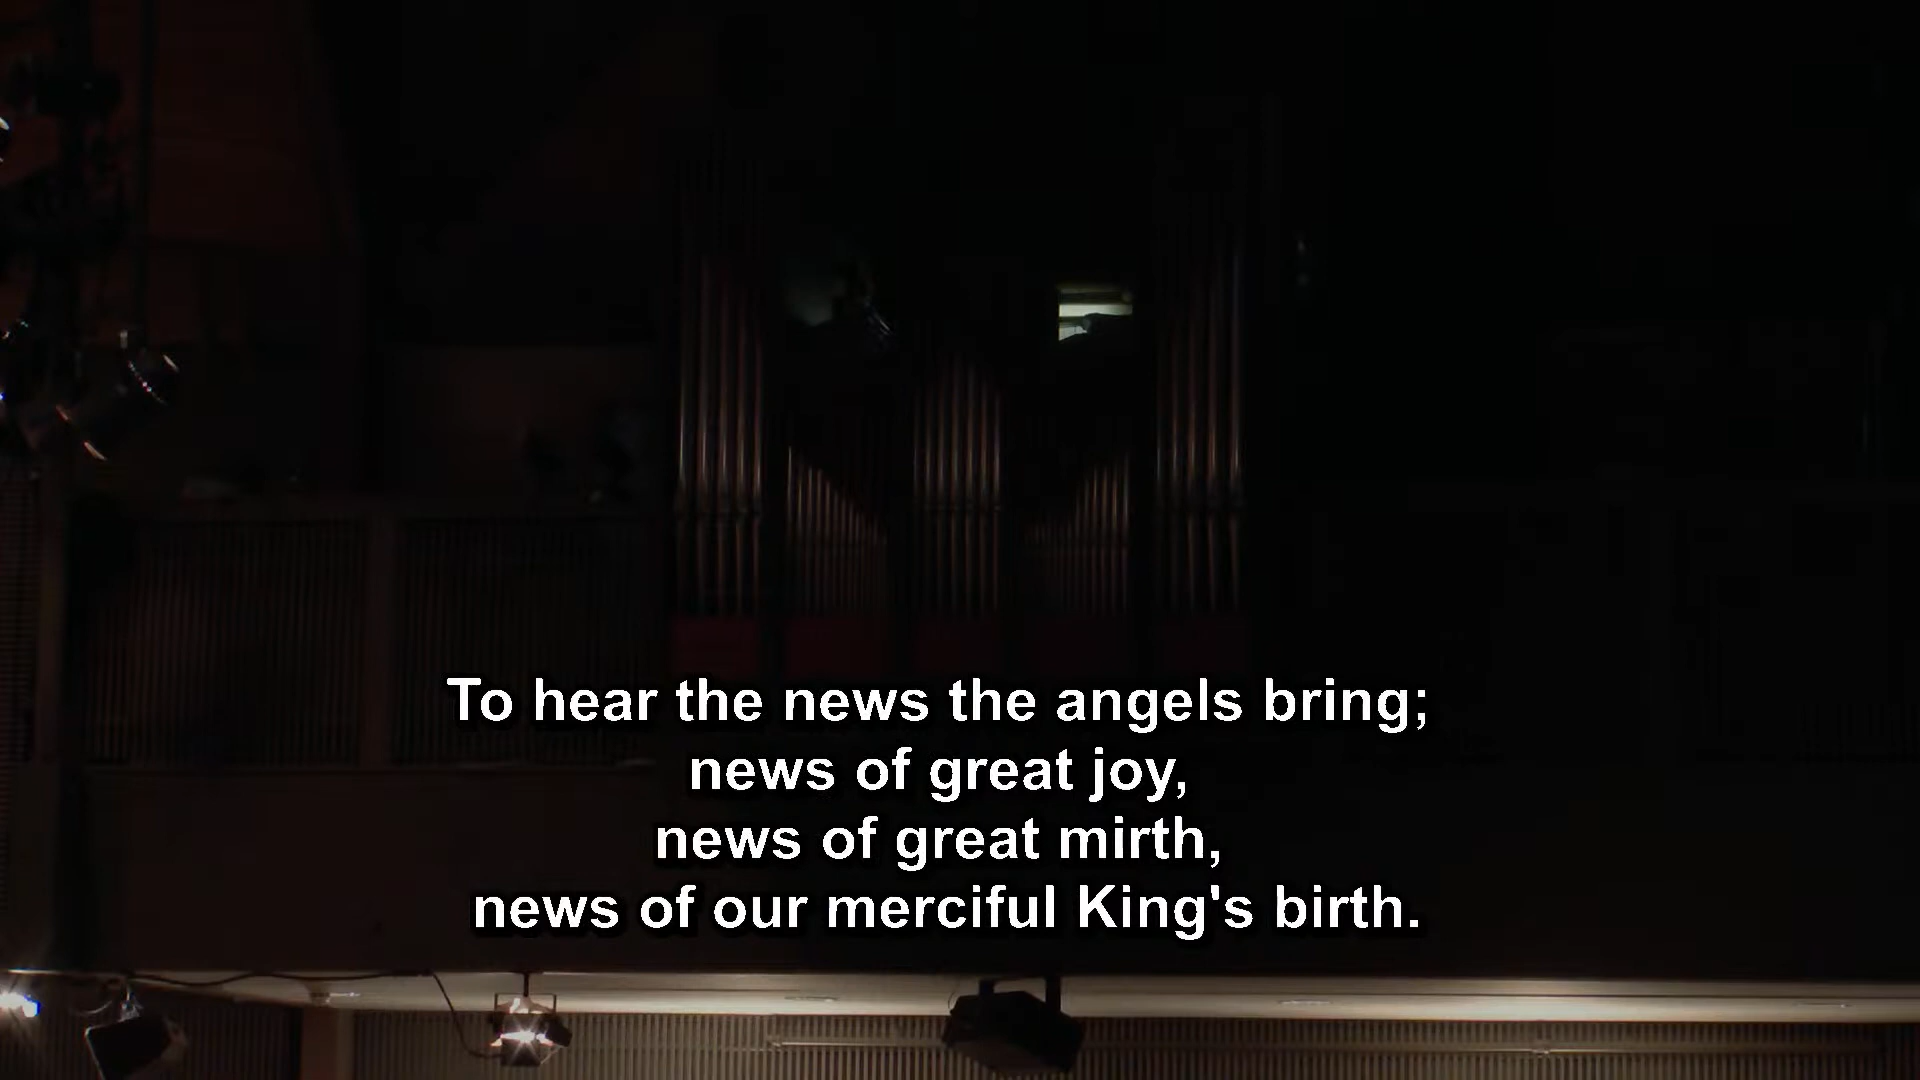 To hear the news the angels bring;
news of great joy,
news of great mirth,
news of our merciful King's birth.